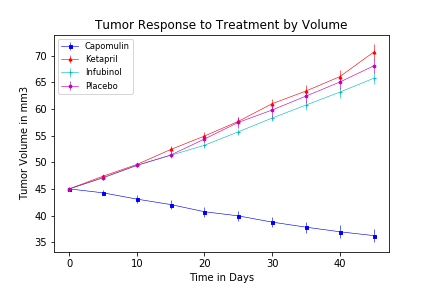 Tumor Response to Treatment by Volume
Capomulin
Ketapril
Infubinol
Placebo
Tumor Volume in mm3
70
65
60
55
50
45
40
35
0 10 20 30 40
Time in Days